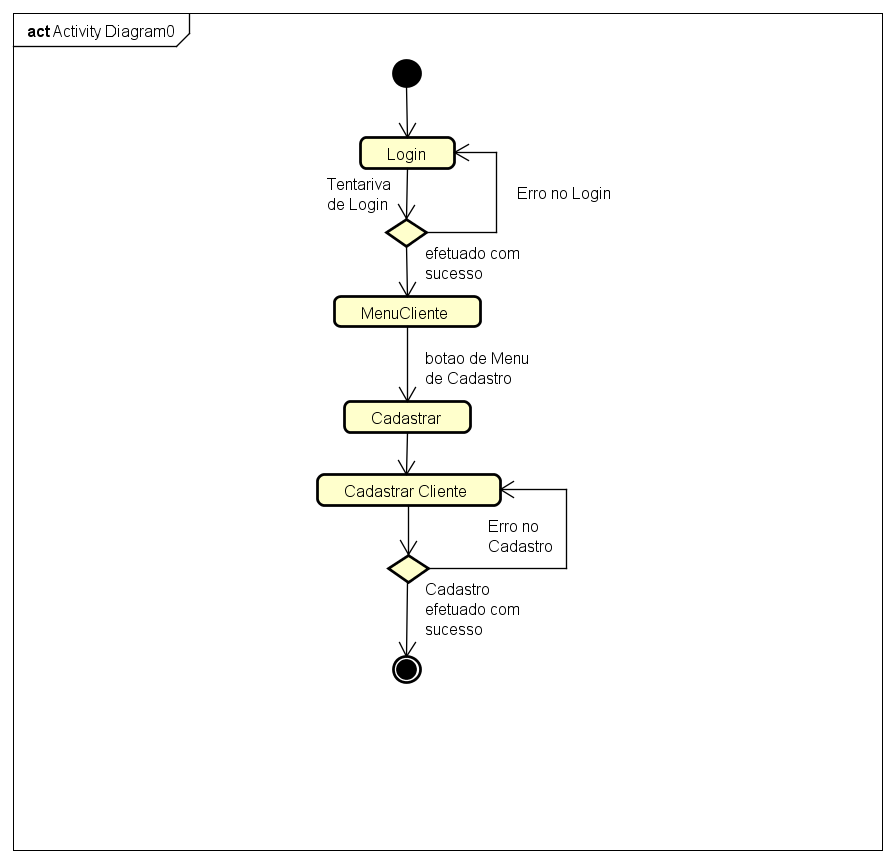 act Activity Diagram0
Login
Tentariva
de Login
Erro no Login
efetuado com
sucesso
MenuCliente
botao de Menu
de Cadastro
Cadastrar
Cadastrar Cliente
Erro no
Cadastro
Cadastro
efetuado com
sucesso